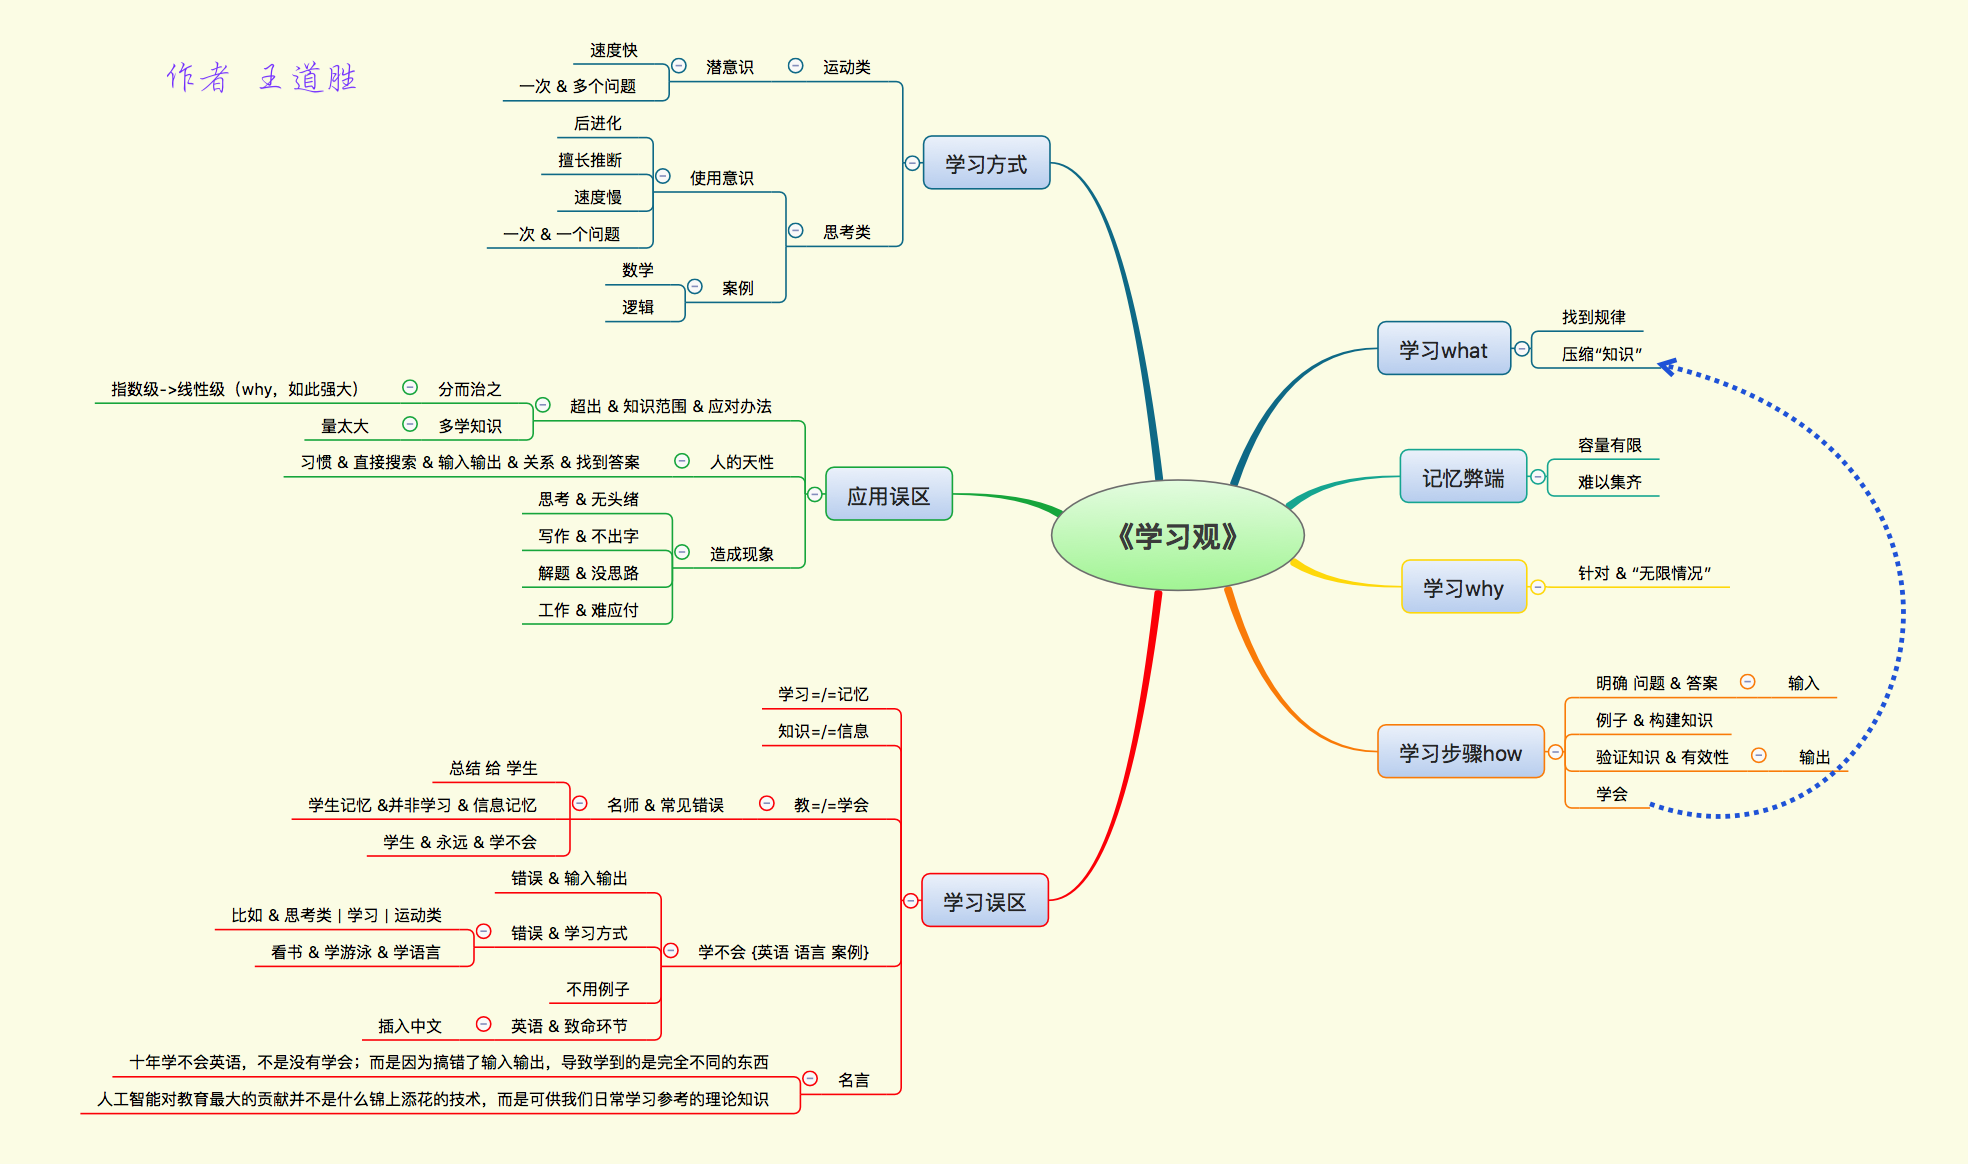 作者 王道胜
《学习观》
学习what
找到规律
压缩“知识”
记忆弊端
容量有限
难以集齐
学习why
针对 & “无限情况”
学习步骤how
明确 问题 & 答案
输入
例子 & 构建知识
验证知识 & 有效性
输出
学会
学习方式
运动类
潜意识
速度快
一次 & 多个问题
思考类
使用意识
后进化
擅长推断
速度慢
一次 & 一个问题
案例
数学
逻辑
应用误区
超出 & 知识范围 & 应对办法
分而治之
指数级->线性级（why，如此强大）
多学知识
量太大
人的天性
习惯 & 直接搜索 & 输入输出 & 关系 & 找到答案
造成现象
思考 & 无头绪
写作 & 不出字
解题 & 没思路
工作 & 难应付
学习误区
学习=/=记忆
知识=/=信息
教=/=学会
名师 & 常见错误
总结 给 学生
学生记忆 &并非学习 & 信息记忆
学生 & 永远 & 学不会
学不会 {英语 语言 案例}
错误 & 输入输出
错误 & 学习方式
比如 & 思考类 | 学习 | 运动类
看书 & 学游泳 & 学语言
不用例子
英语 & 致命环节
插入中文
名言
十年学不会英语，不是没有学会；而是因为搞错了输入输出，导致学到的是完全不同的东西
人工智能对教育最大的贡献并不是什么锦上添花的技术，而是可供我们日常学习参考的理论知识